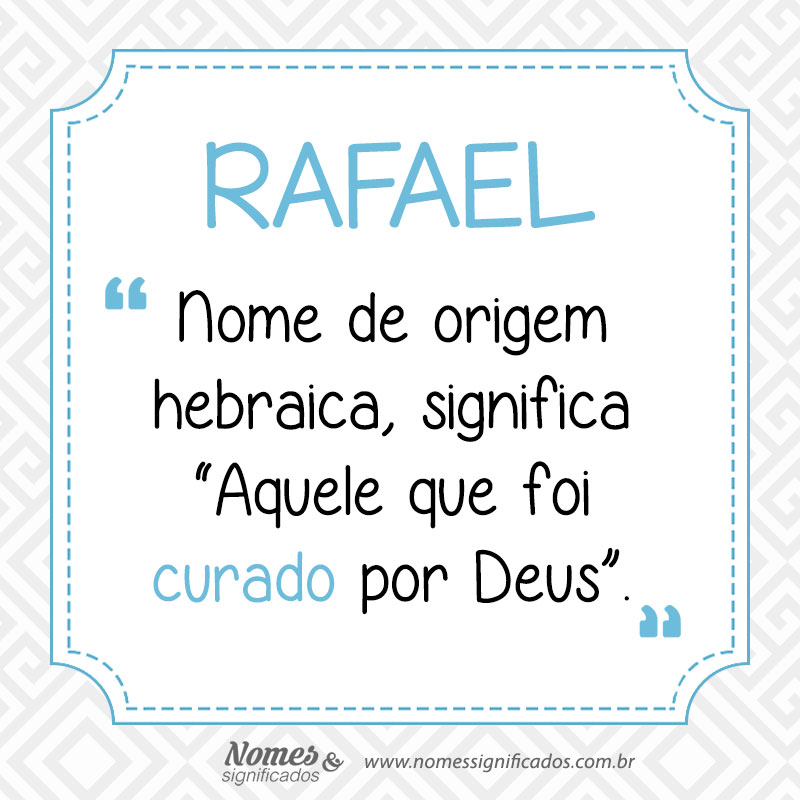 RAFAEL
“
Nome de origem
hebraica, significa
“Aquele que foi
curado por Deus”.
”
Nomes &
significados
www.nomessignificados.com.br